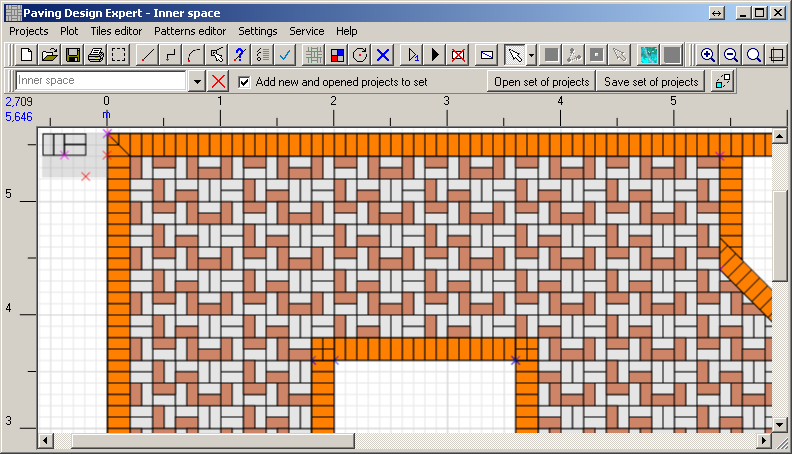 Paving Design Expert - Inner space
Projects Plot Tiles editor Patterns editor Settings Service Help
Inner space Add new and opened projects to set Open set of projects Save set of projects
2,709 0 1 2 3 4 5
5,646 m
5
4
3